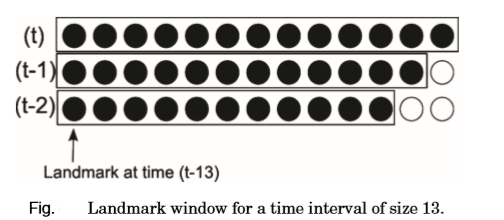 (t)
(t-1)
(t-2)
Landmark at time (t-13)
Fig. Landmark window for a time interval of size 13.